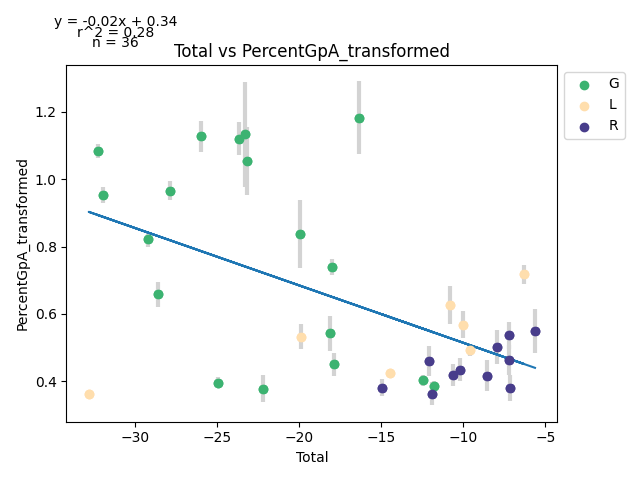 y = -0.02x + 0.34
r^2 = 0.28
n = 36
Total vs PercentGpA_transformed
G
L
R
PercentGpA_transformed
1.2
1.0
0.8
0.6
0.4
−30
−25
−20
−15
−10
−5
Total